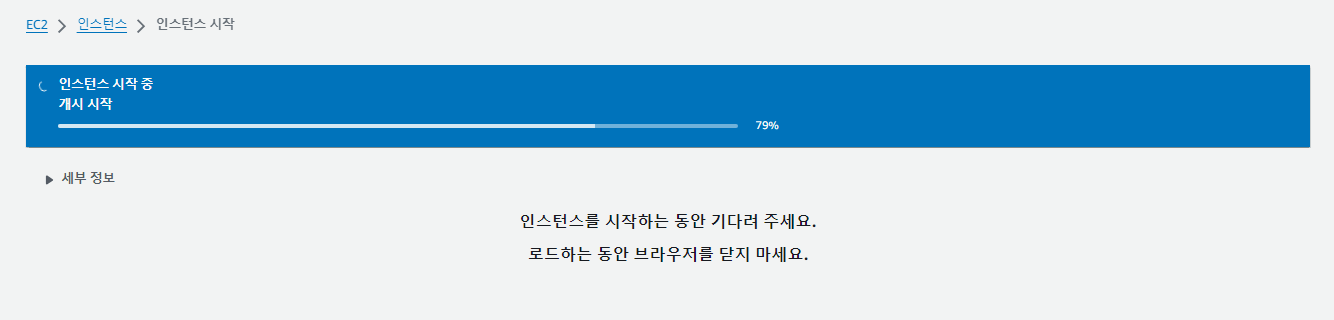 EC2 > 인스턴스 > 인스턴스 시작
인스턴스 시작 중
개시 시작
79%
세부 정보
인스턴스를 시작하는 동안 기다려 주세요.
로드하는 동안 브라우저를 닫지 마세요.